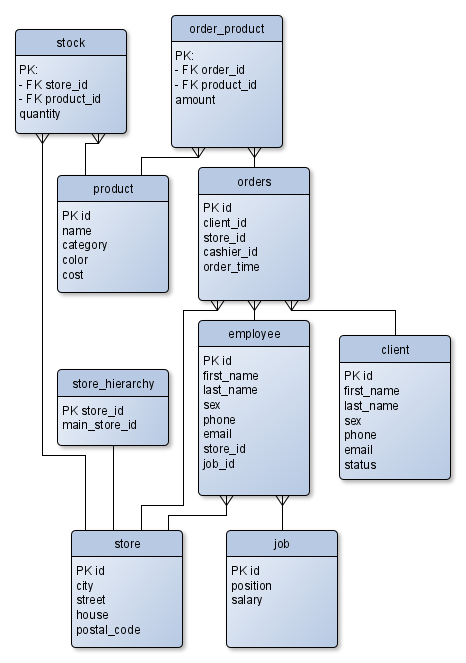 stock
PK:
- FK store_id
- FK product_id
quantity
order_product
PK:
- FK order_id
- FK product_id
amount
product
PK id
name
category
color
cost
orders
PK id
client_id
store_id
cashier_id
order_time
employee
PK id
first_name
last_name
sex
phone
email
store_id
job_id
client
PK id
first_name
last_name
sex
phone
email
status
store_hierarchy
PK store_id
main_store_id
store
PK id
city
street
house
postal_code
job
PK id
position
salary